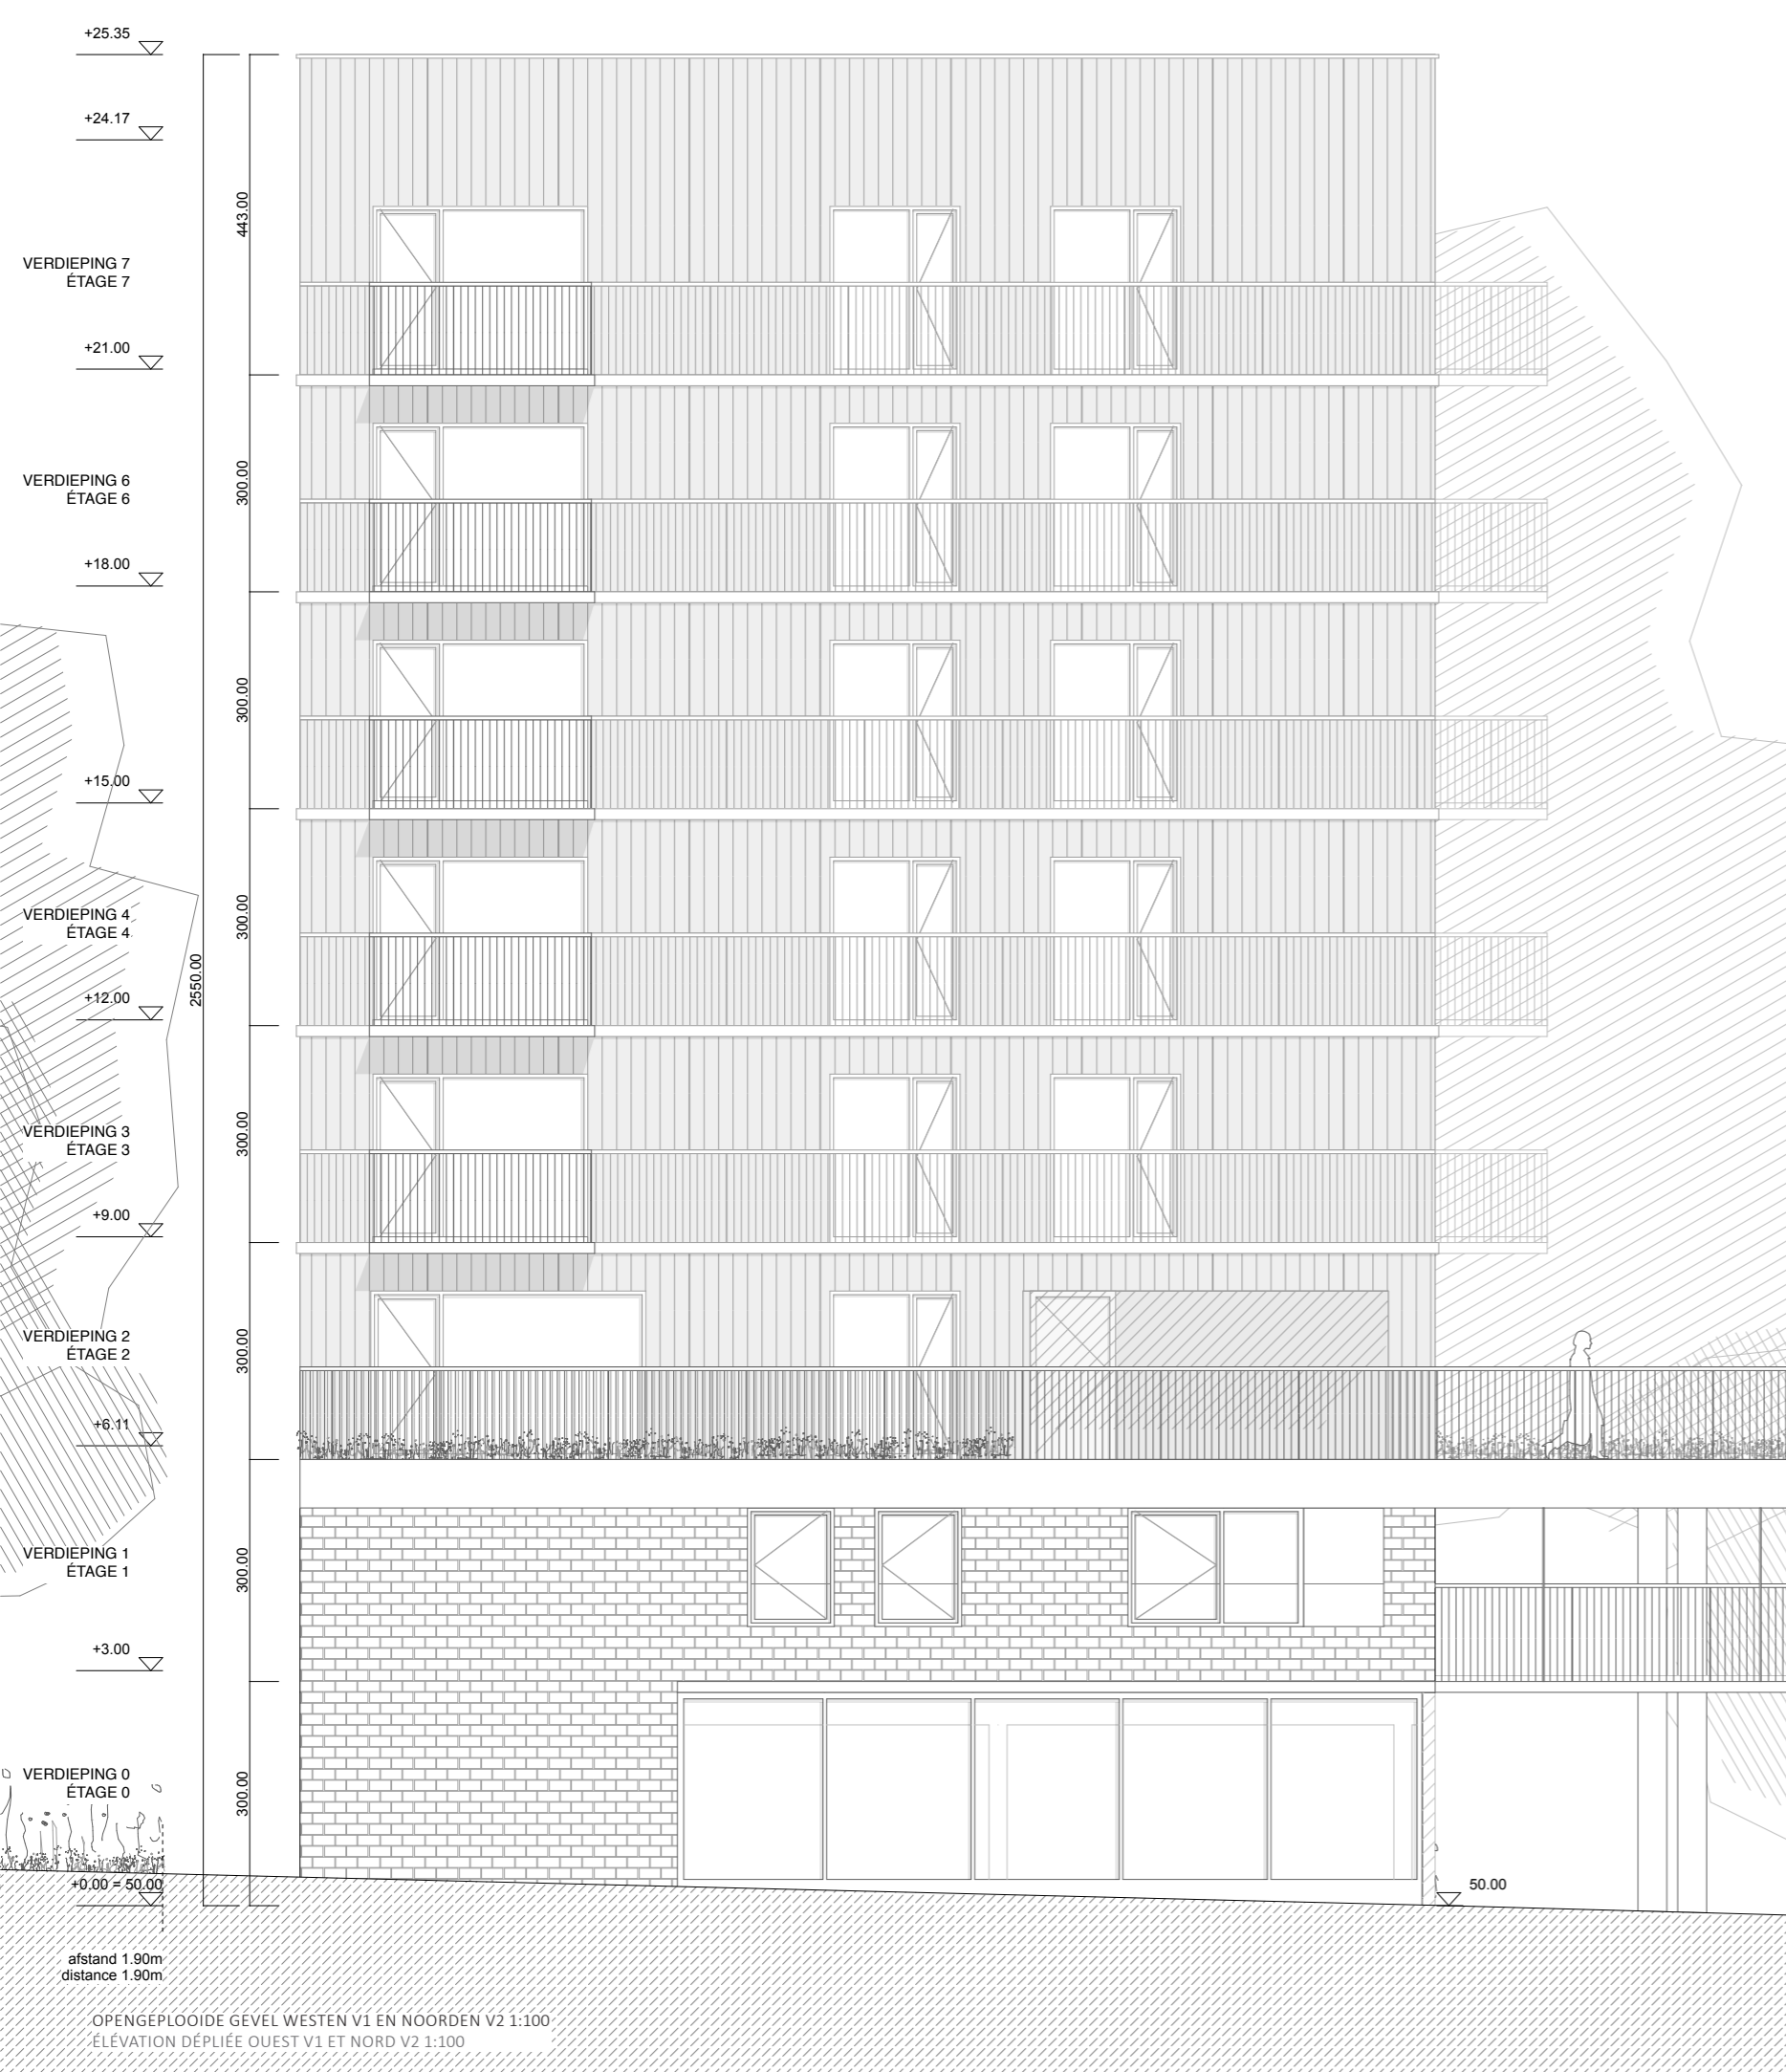 +25.35
+24.17
443.00
VERDIEPING 7
ÉTAGE 7
+21.00
VERDIEPING 6
ÉTAGE 6
300.00
+18.00
300.00
+15.00
VERDIEPING 4
ÉTAGE 4
300.00
2550.00
+12.00
VERDIEPING 3
ÉTAGE 3
300.00
+9.00
VERDIEPING 2
ÉTAGE 2
300.00
+6.11
VERDIEPING 1
ÉTAGE 1
300.00
+3.00
VERDIEPING 0
ÉTAGE 0
300.00
+0.00 = 50.00
50.00
afstand 1.90m
distance 1.90m
OPENGEPLOOIDE GEVEL WESTEN V1 EN NOORDEN V2 1:100
ÉLÉVATION DÉPLIÉE OUEST V1 ET NORD V2 1:100